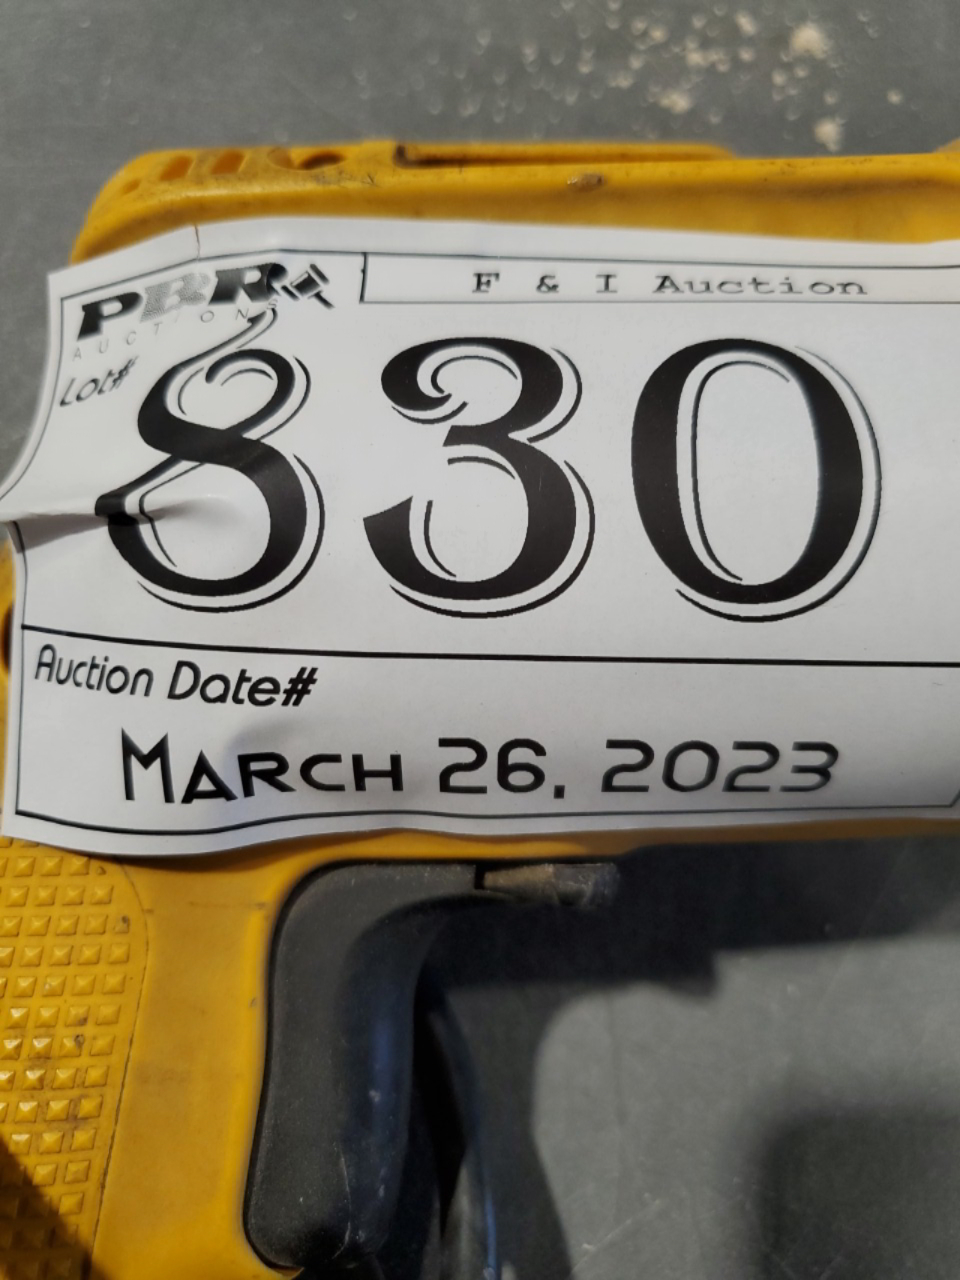 PBR
AUCTIONS
F & I Auction
Lot#
830
Auction Date#
MARCH 26, 2023